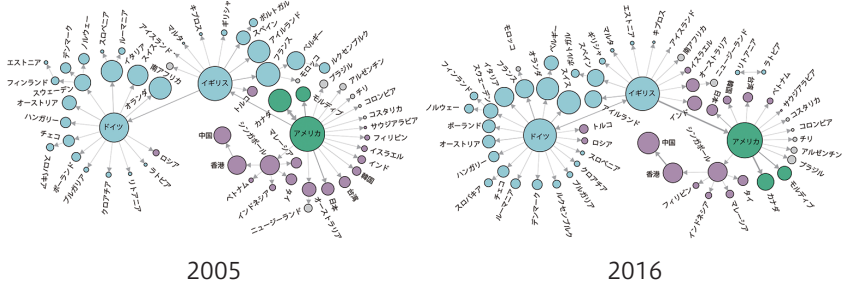 ドイツ
エストニア
デンマーク
ノルウェー
スロベニア
ルーマニア
イタリア
スイス
南アフリカ
オランダ
フィンランド
スウェーデン
オーストリア
ハンガリー
チェコ
スロバキア
ポーランド
ブルガリア
クロアチア
リトアニア
ラトビア
ロシア
イギリス
アイスランド
マルタ
キプロス
ギリシャ
ポルトガル
スペイン
アイルランド
フランス
ベルギー
ルクセンブルク
モロッコ
トルコ
アメリカ
カナダ
モルディブ
ブラジル
アルゼンチン
チリ
コロンビア
コスタリカ
サウジアラビア
フィリピン
イスラエル
インド
韓国
台湾
日本
オーストラリア
ニュージーランド
タイ
マレーシア
シンガポール
インドネシア
ベトナム
香港
中国
2005
ドイツ
モロッコ
ベルギー
オランダ
フランス
イタリア
スウェーデン
フィンランド
ノルウェー
ポーランド
オーストリア
ハンガリー
スロバキア
チェコ
ルーマニア
デンマーク
ルクセンブルク
ブルガリア
クロアチア
スロベニア
ロシア
トルコ
アイルランド
スイス
ポルトガル
スペイン
ギリシャ
マルタ
イギリス
エストニア
キプロス
アイスランド
南アフリカ
イスラエル
ニュージーランド
オーストラリア
インド
日本
韓国
台湾
リトアニア
ラトビア
ベトナム
サウジアラビア
コスタリカ
コロンビア
チリ
アルゼンチン
ブラジル
モルディブ
カナダ
アメリカ
タイ
マレーシア
インドネシア
フィリピン
シンガポール
香港
中国
2016